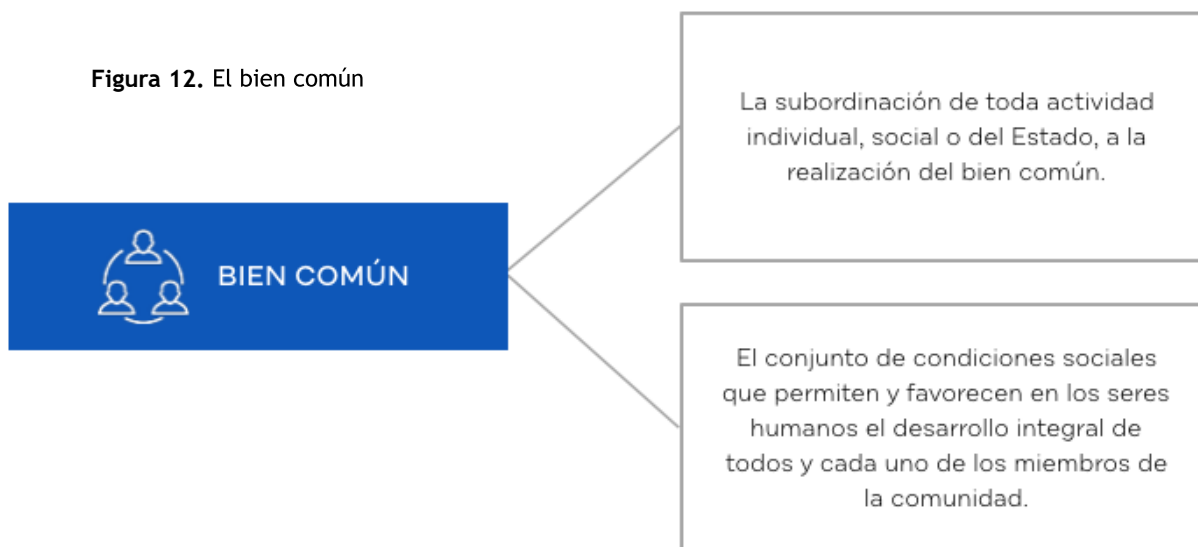 Figura 12. El bien común
La subordinación de toda actividad
individual, social o del Estado, a la
realización del bien común.
BIEN COMÚN
El conjunto de condiciones sociales
que permiten y favorecen en los seres
humanos el desarrollo integral de
todos y cada uno de los miembros de
la comunidad.